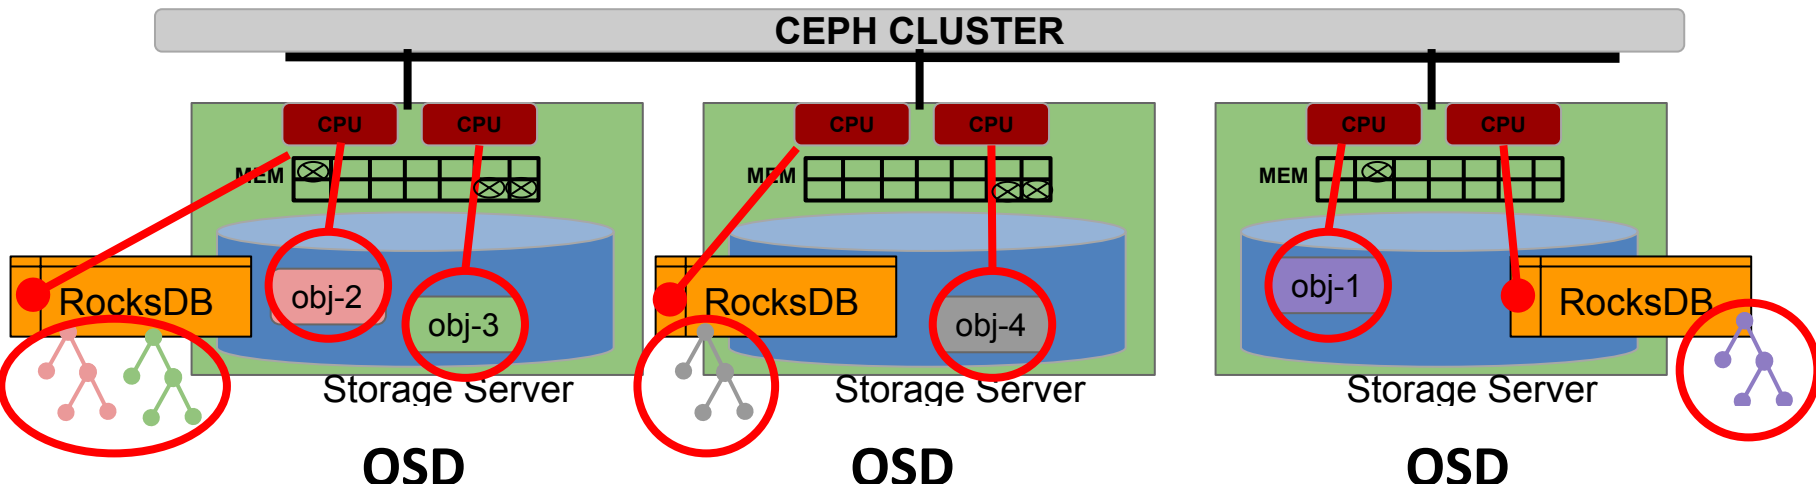 CEPH CLUSTER
CPU CPU CPU CPU CPU CPU
MEM MEM MEM
RocksDB obj-2 obj-3 RocksDB obj-4 obj-1 RocksDB
Storage Server Storage Server Storage Server
OSD OSD OSD